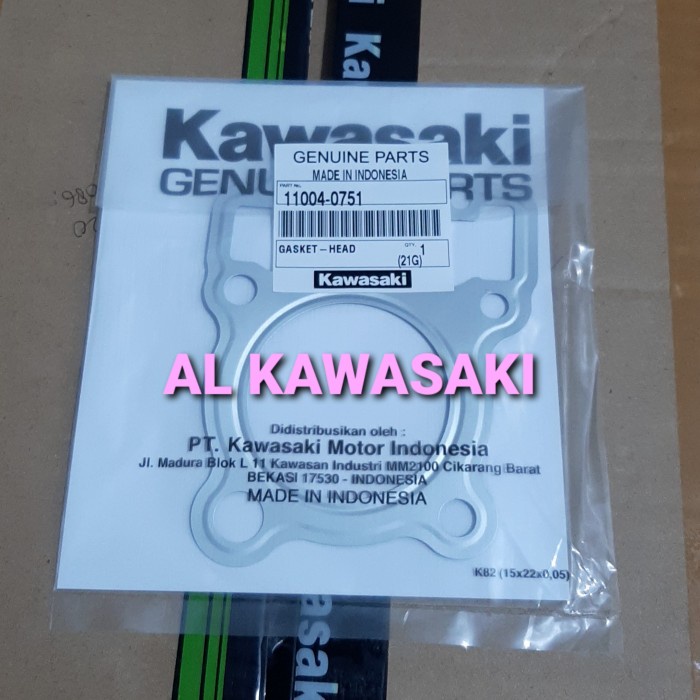 Kawasaki
GENUINE PARTS
GENUINE PARTS
MADE IN INDONESIA
PART No.
11004-0751
GASKET-HEAD
QTY. 1
(21G)
Kawasaki
AL KAWASAKI
Didistribusikan oleh :
PT. Kawasaki Motor Indonesia
Jl. Madura Blok L 11 Kawasan Industri MM2100 Cikarang Barat
BEKASI 17530 - INDONESIA
MADE IN INDONESIA
KB2 (15x22x0,05)